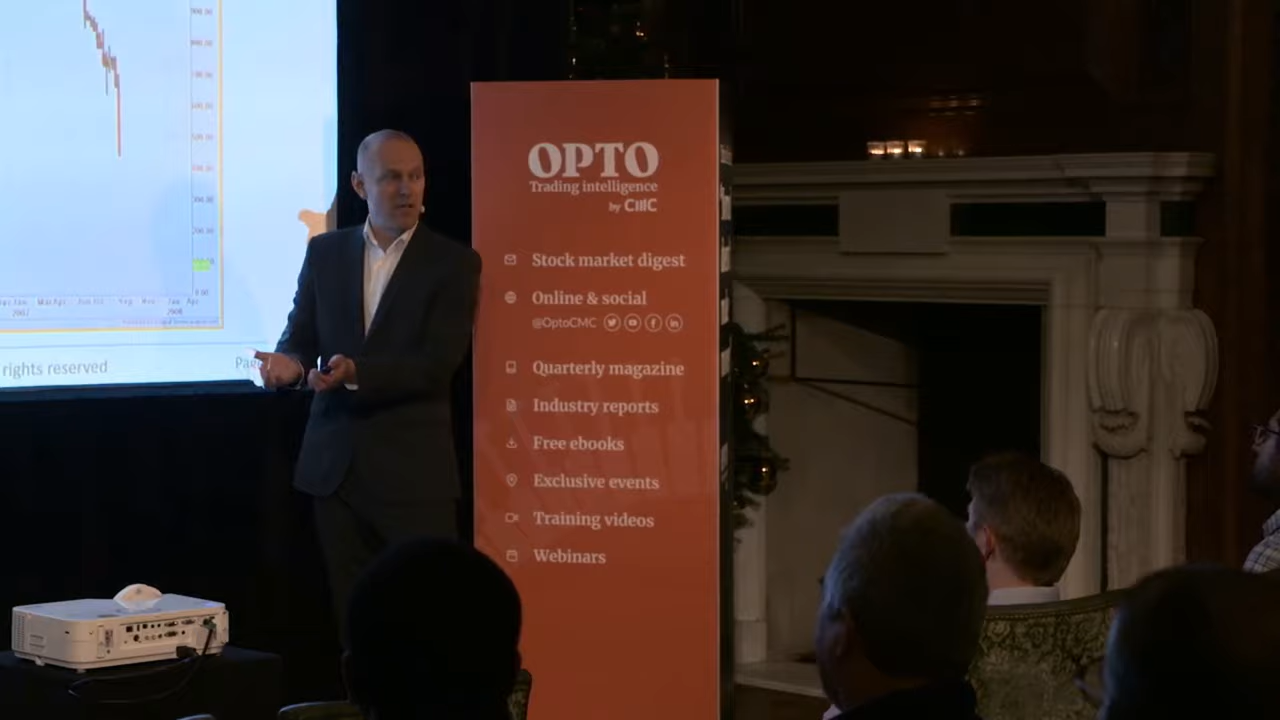 rights reserved
OPTO
Trading intelligence
by CMC
Stock market digest
Online & social
@OptoCMC
Quarterly magazine
Industry reports
Free ebooks
Exclusive events
Training videos
Webinars